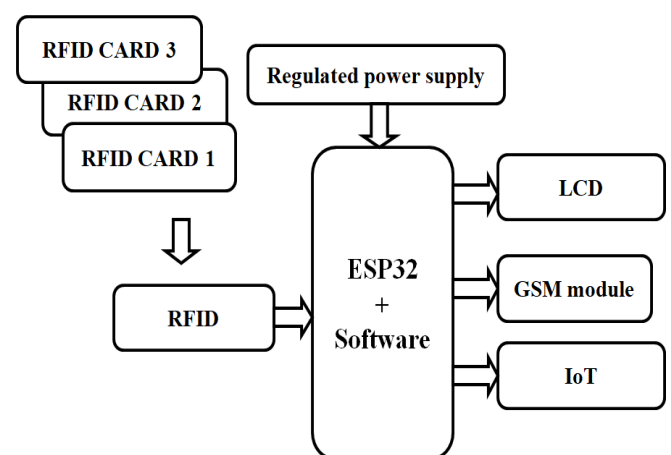 RFID CARD 3
RFID CARD 2
RFID CARD 1
Regulated power supply
RFID
ESP32
+
Software
LCD
GSM module
IoT